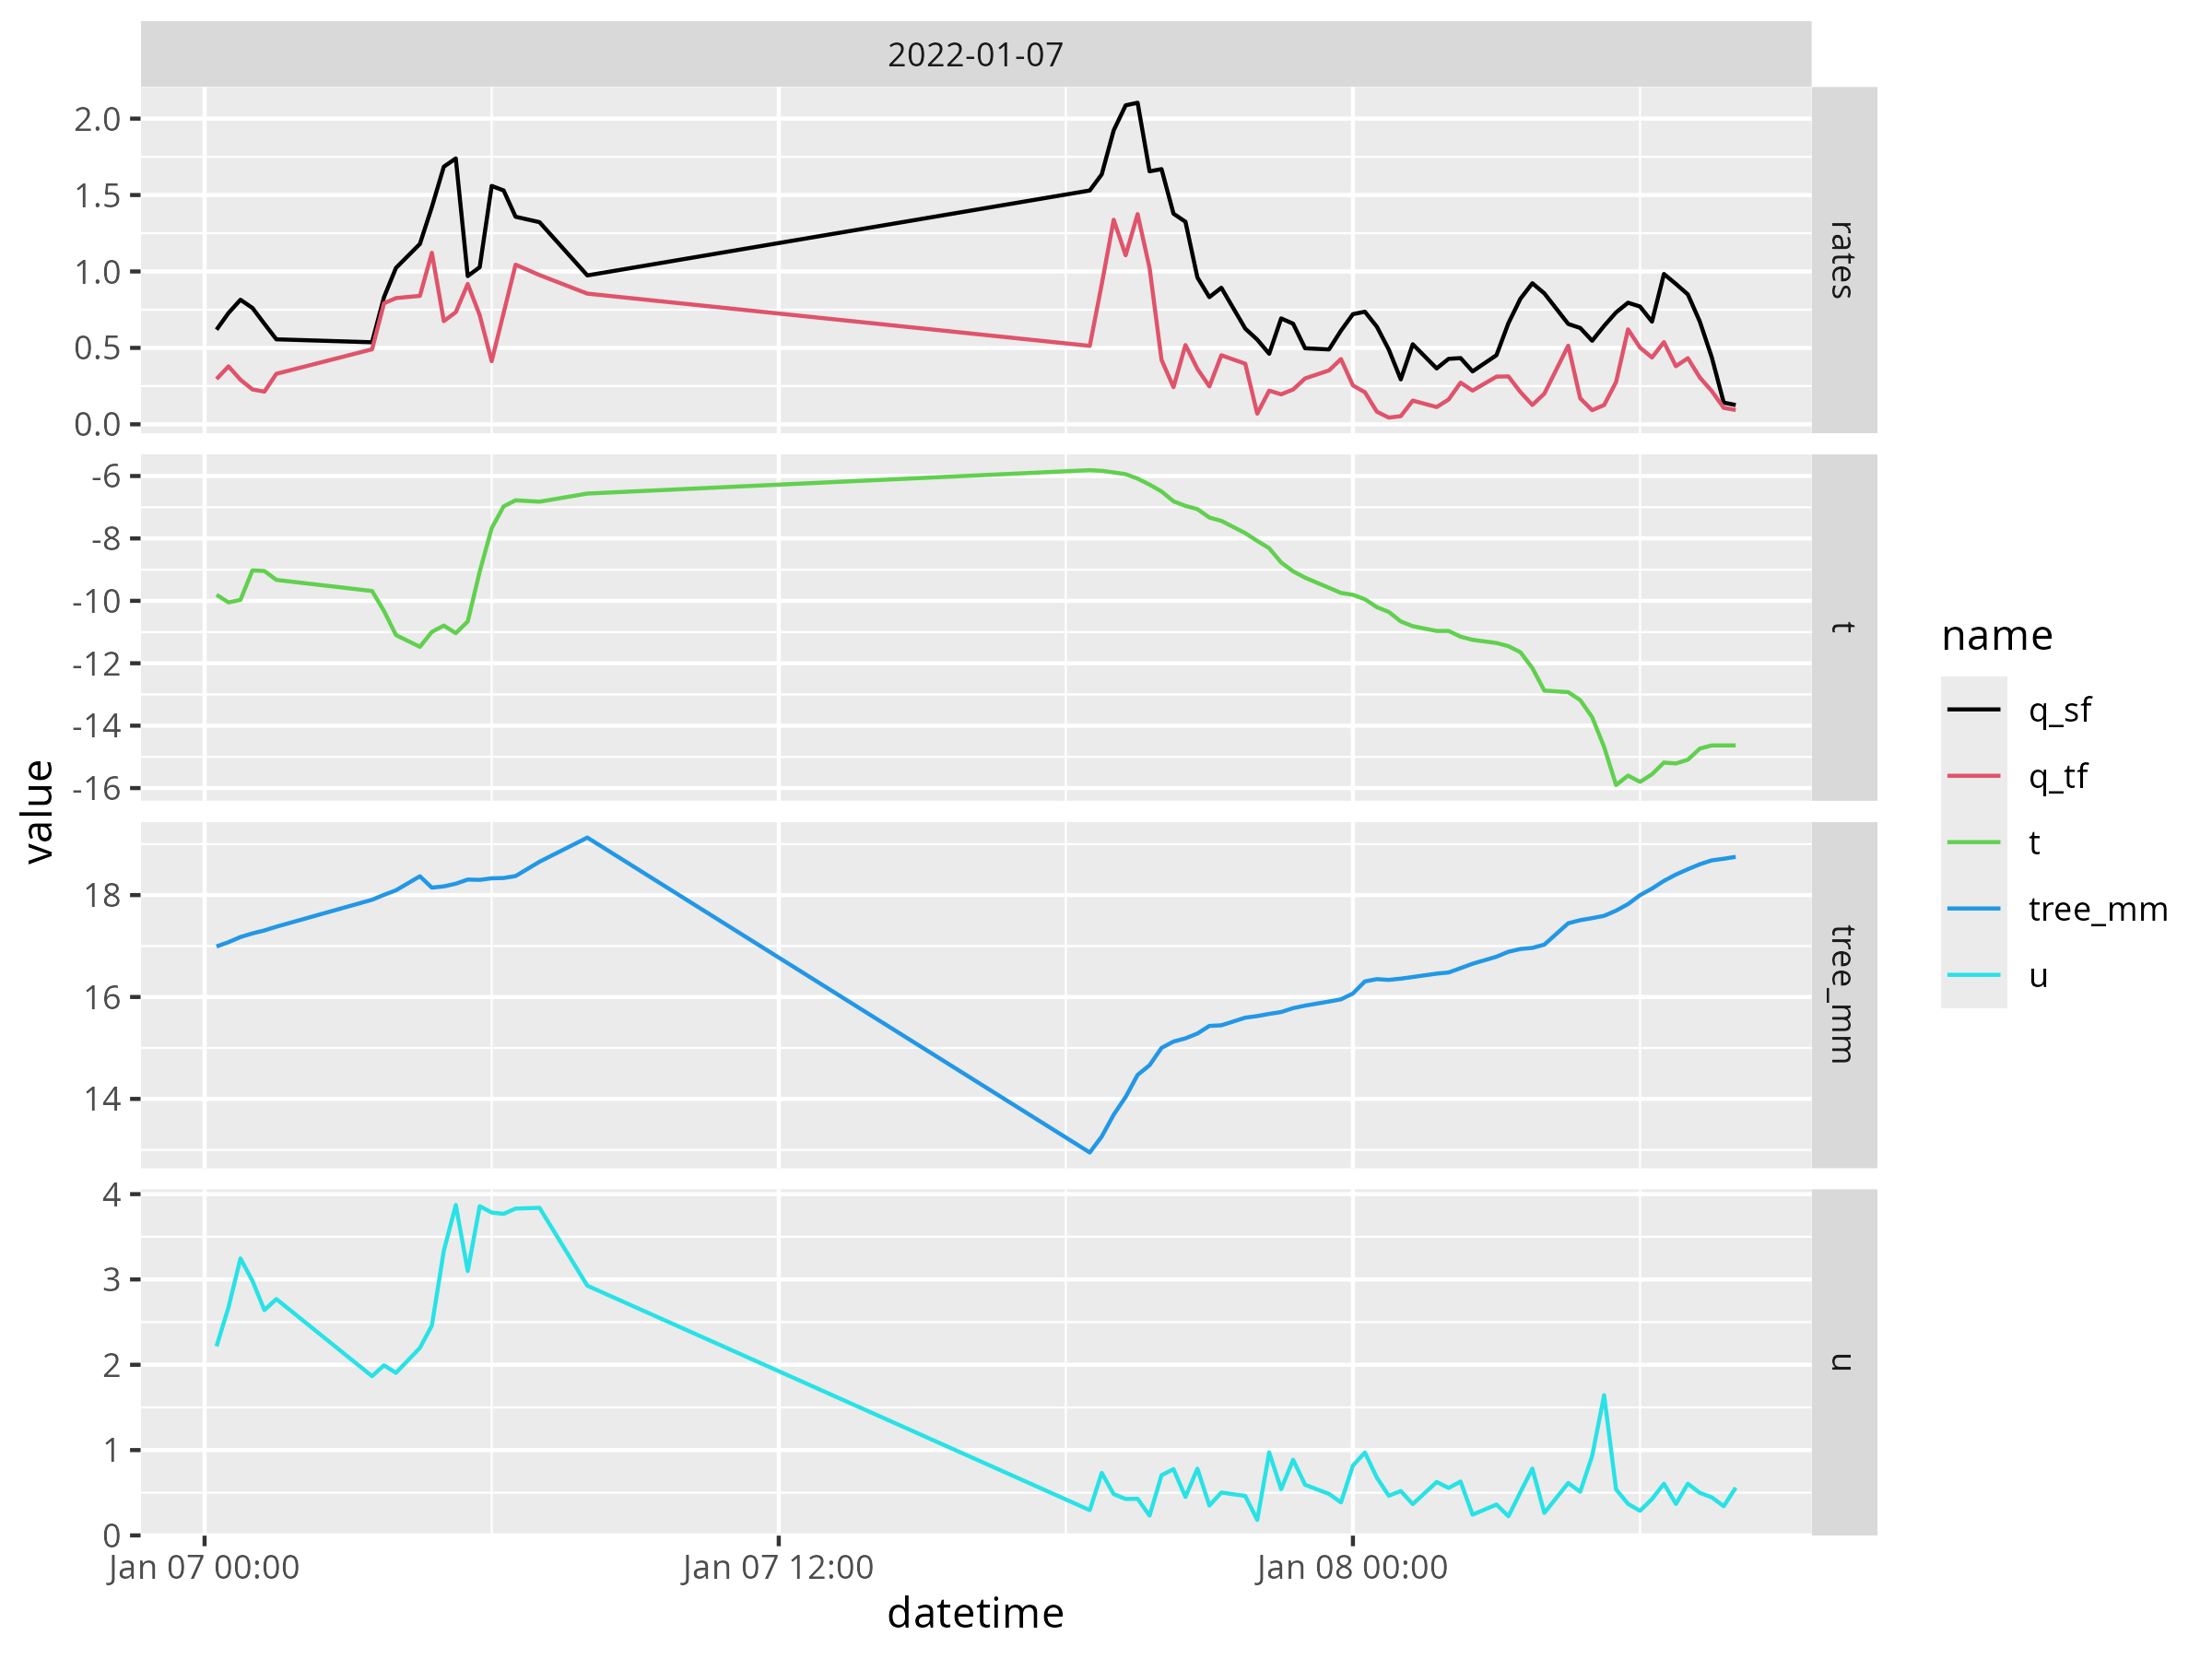 2022-01-07
2.0
1.5
1.0
0.5
0.0
rates
-6
-8
-10
-12
-14
-16
t
18
16
14
tree_mm
4
3
2
1
0
u
value
Jan 07 00:00
Jan 07 12:00
Jan 08 00:00
datetime
name
q_sf
q_tf
t
tree_mm
u